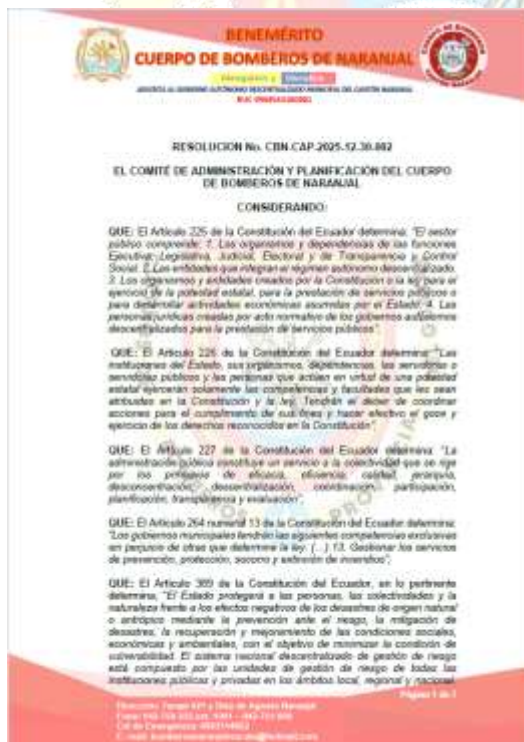 BENEMÉRITO
CUERPO DE BOMBEROS DE NARANJAL
Abnegación y Disciplina
ADSCRITO AL GOBIERNO AUTÓNOMO DESCENTRALIZADO MUNICIPAL DEL CANTÓN NARANJAL
RESOLUCION No. CBN-CAP-2025-12-30-002
EL COMITÉ DE ADMINISTRACIÓN Y PLANIFICACIÓN DEL CUERPO
DE BOMBEROS DE NARANJAL
CONSIDERANDO:
QUE: El Artículo 225 de la Constitución del Ecuador determina: "El sector
público comprende: 1. Los organismos y dependencias de las funciones
Ejecutiva, Legislativa, Judicial, Electoral y de Transparencia y Control
Social. 2. Las entidades que integran el régimen autónomo descentralizado.
3. Los organismos y entidades creados por la Constitución o la ley para el
ejercicio de la potestad estatal, para la prestación de servicios públicos o
para desarrollar actividades económicas asumidas por el Estado. 4. Las
personas jurídicas creadas por acto normativo de los gobiernos autónomos
descentralizados para la prestación de servicios públicos".
QUE: El Artículo 226 de la Constitución del Ecuador determina: "Las
instituciones del Estado, sus organismos, dependencias, las servidoras o
servidores públicos y las personas que actúen en virtud de una potestad
estatal ejercerán solamente las competencias y facultades que les sean
atribuidas en la Constitución y la ley. Tendrán el deber de coordinar
acciones para el cumplimiento de sus fines y hacer efectivo el goce y
ejercicio de los derechos reconocidos en la Constitución".
QUE: El Artículo 227 de la Constitución del Ecuador determina: "La
administración pública constituye un servicio a la colectividad que se rige
por los principios de eficacia, eficiencia, calidad, jerarquía,
desconcentración, descentralización, coordinación, participación,
planificación, transparencia y evaluación".
QUE: El Artículo 264 numeral 13 de la Constitución del Ecuador determina:
"Los gobiernos municipales tendrán las siguientes competencias exclusivas
sin perjuicio de otras que determine la ley: (...) 13. Gestionar los servicios
de prevención, protección, socorro y extinción de incendios";
QUE: El Artículo 389 de la Constitución del Ecuador, en lo pertinente
determina, "El Estado protegerá a las personas, las colectividades y la
naturaleza frente a los efectos negativos de los desastres de origen natural
o antrópico mediante la prevención ante el riesgo, la mitigación de
desastres, la recuperación y mejoramiento de las condiciones sociales,
económicas y ambientales, con el objetivo de minimizar la condición de
vulnerabilidad. El sistema nacional descentralizado de gestión de riesgo
está compuesto por las unidades de gestión de riesgo de todas las
instituciones públicas y privadas en los ámbitos local, regional y nacional.
Página 1 de 7